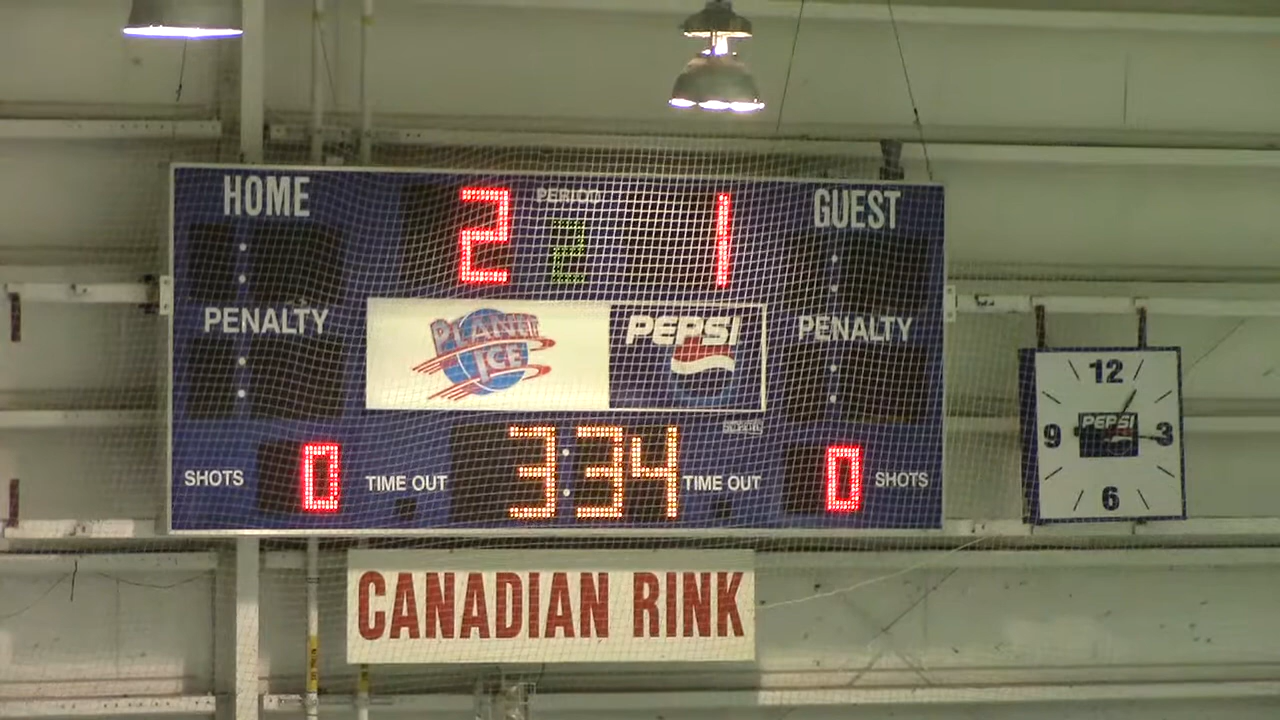 HOME 2 PERIOD 1 GUEST
2
PENALTY PLANET ICE PEPSI PENALTY
SHOTS 0 TIME OUT 3:34 TIME OUT 0 SHOTS
CANADIAN RINK
12
9 PEPSI 3
6